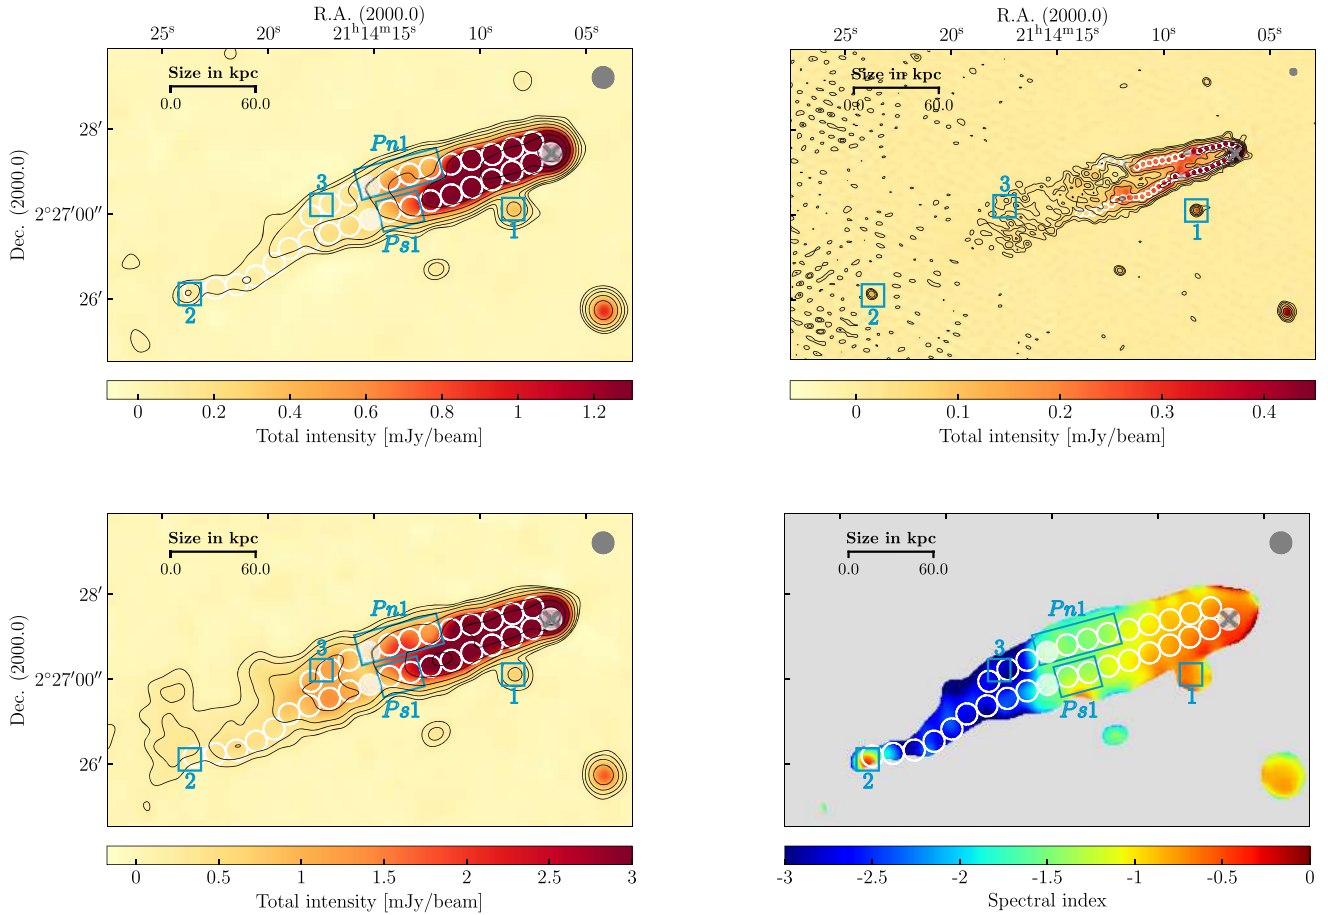 R.A. (2000.0)
25ˢ 20ˢ 21ʰ14ᵐ15ˢ 10ˢ 05ˢ
Size in kpc
0.0 60.0
28′
2°27′00″
26′
Dec. (2000.0)
Pn1
3
Ps1
1
2
0 0.2 0.4 0.6 0.8 1 1.2
Total intensity [mJy/beam]
R.A. (2000.0)
25ˢ 20ˢ 21ʰ14ᵐ15ˢ 10ˢ 05ˢ
Size in kpc
0.0 60.0
3
1
2
0 0.1 0.2 0.3 0.4
Total intensity [mJy/beam]
Size in kpc
0.0 60.0
28′
2°27′00″
26′
Dec. (2000.0)
Pn1
3
Ps1
1
2
0 0.5 1 1.5 2 2.5 3
Total intensity [mJy/beam]
Size in kpc
0.0 60.0
Pn1
3
Ps1
1
2
-3 -2.5 -2 -1.5 -1 -0.5 0
Spectral index